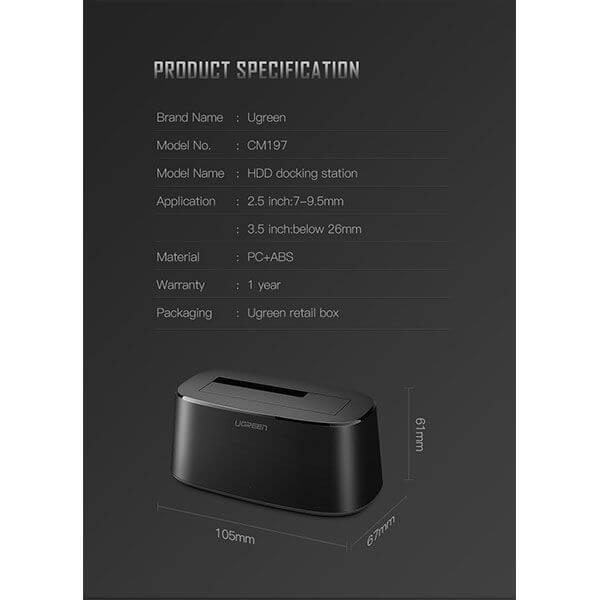 PRODUCT SPECIFICATION
Brand Name : Ugreen
Model No. : CM197
Model Name : HDD docking station
Application : 2.5 inch:7-9.5mm
: 3.5 inch:below 26mm
Material : PC+ABS
Warranty : 1 year
Packaging : Ugreen retail box
UGREEN
61mm
105mm
67mm